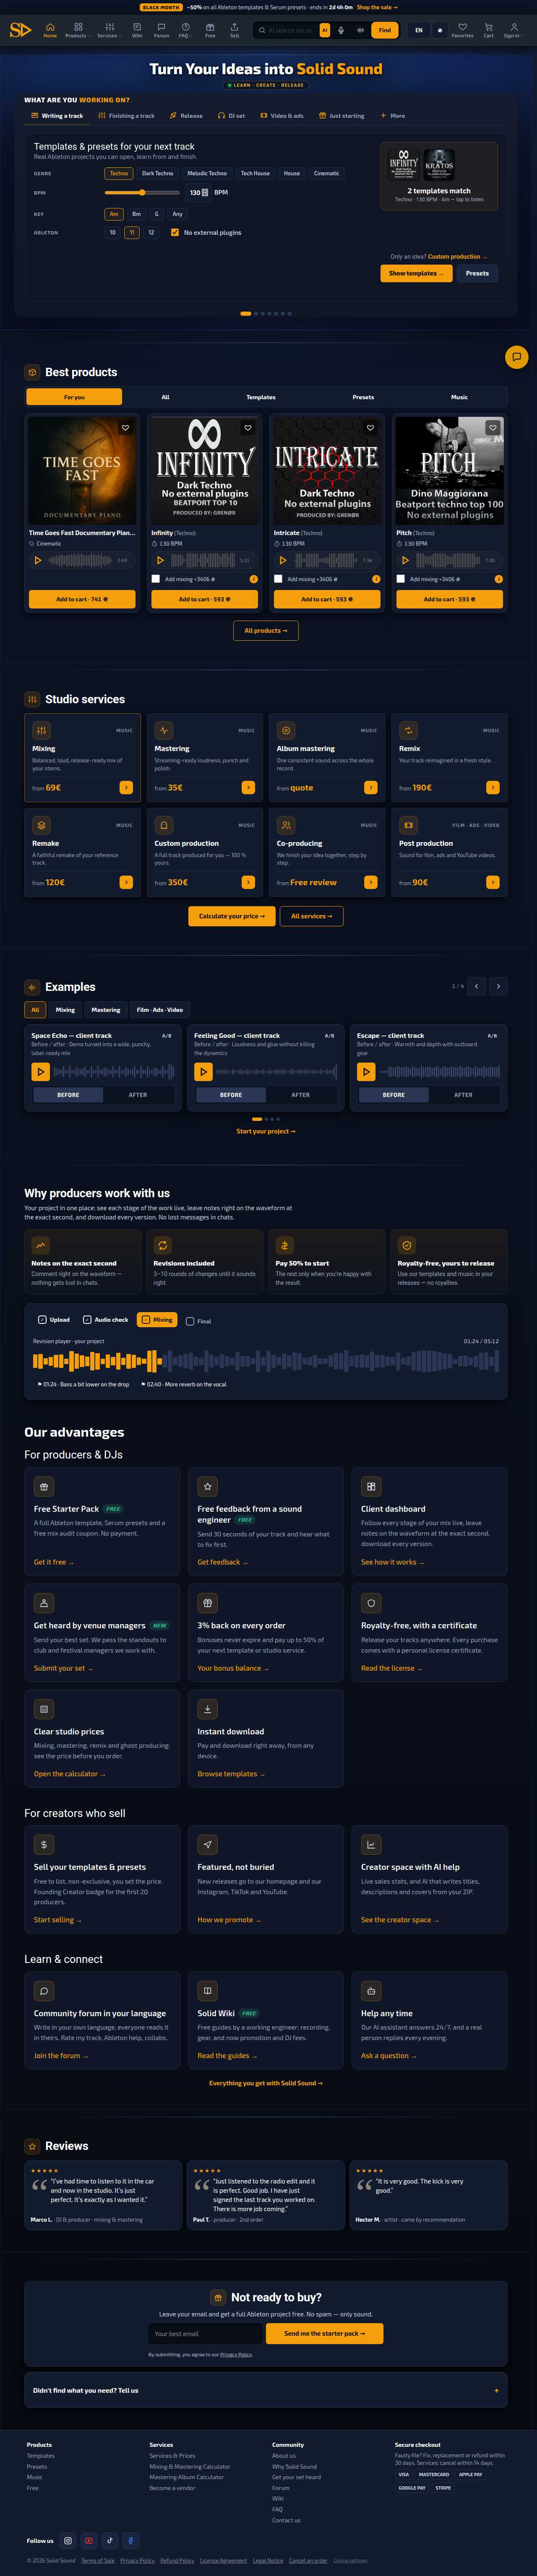 BLACK MONTH −50% on all Ableton templates & Serum presets · ends in 2d 4h 0m Shop the sale →
Home Products Services Wiki Forum FAQ Free Sell AI Find EN ₴ Favorites Cart Sign in
Turn Your Ideas into Solid Sound
LEARN · CREATE · RELEASE
WHAT ARE YOU WORKING ON?
Writing a track Finishing a track Release DJ set Video & ads Just starting More
Templates & presets for your next track
Real Ableton projects you can open, learn from and finish.
GENRE Techno Dark Techno Melodic Techno Tech House House Cinematic
BPM 130 BPM
KEY Am Bm G Any
ABLETON 10 11 12 No external plugins
INFINITY
KRATOS
2 templates match
Techno · 130 BPM · Am — tap to listen
Only an idea? Custom production →
Show templates → Presets
Best products
For you All Templates Presets Music
TIME GOES FAST
DOCUMENTARY PIANO
INFINITY
Dark Techno
No external plugins
BEATPORT TOP 10
PRODUCED BY: GRENØR
INTRICATE
Dark Techno
No external plugins
PRODUCED BY: GRENØR
PITCH
Dino Maggiorana
Beatport techno top 100
No external plugins
Time Goes Fast Documentary Pian...
Cinematic
2:49
Add to cart · 741 ₴
Infinity (Techno)
130 BPM
5:22
Add mixing +3406 ₴
Add to cart · 593 ₴
Intricate (Techno)
130 BPM
7:34
Add mixing +3406 ₴
Add to cart · 593 ₴
Pitch (Techno)
130 BPM
Add mixing +3406 ₴
Add to cart · 593 ₴
All products →
Studio services
MUSIC
Mixing
Balanced, loud, release-ready mix of
your stems.
from 69€
MUSIC
Mastering
Streaming-ready loudness, punch and
polish.
from 35€
MUSIC
Album mastering
One consistent sound across the whole
record.
from quote
MUSIC
Remix
Your track reimagined in a fresh style.
from 190€
MUSIC
Remake
A faithful remake of your reference
track.
from 120€
MUSIC
Custom production
A full track produced for you — 100 %
yours.
from 350€
MUSIC
Co-producing
We finish your idea together, step by
step.
from Free review
FILM · ADS · VIDEO
Post production
Sound for film, ads and YouTube videos.
from 90€
Calculate your price → All services →
Examples
1 / 4
All Mixing Mastering Film · Ads · Video
Space Echo — client track A/B
Before / after · Demo turned into a wide, punchy,
label-ready mix
BEFORE AFTER
Feeling Good — client track A/B
Before / after · Loudness and glue without killing
the dynamics
BEFORE AFTER
Escape — client track A/B
Before / after · Warmth and depth with outboard
gear
BEFORE AFTER
Start your project →
Why producers work with us
Your project in one place: see each stage of the work live, leave notes right on the waveform at
the exact second, and download every version. No lost messages in chats.
Notes on the exact second
Comment right on the waveform —
nothing gets lost in chats.
Revisions included
3–10 rounds of changes until it sounds
right.
Pay 50% to start
The rest only when you're happy with
the result.
Royalty-free, yours to release
Use our templates and music in your
releases — no royalties.
Upload Audio check Mixing Final
Revision player · your project 01:24 / 05:12
01:24 · Bass a bit lower on the drop 02:40 · More reverb on the vocal
Our advantages
For producers & DJs
Free Starter Pack FREE
A full Ableton template, Serum presets and a
free mix audit coupon. No payment.
Get it free →
Free feedback from a sound
engineer FREE
Send 30 seconds of your track and hear what
to fix first.
Get feedback →
Client dashboard
Follow every stage of your mix live, leave
notes on the waveform at the exact second,
download every version.
See how it works →
Get heard by venue managers NEW
Send your best set. We pass the standouts to
club and festival managers we work with.
Submit your set →
3% back on every order
Bonuses never expire and pay up to 50% of
your next template or studio service.
Your bonus balance →
Royalty-free, with a certificate
Release your tracks anywhere. Every purchase
comes with a personal license certificate.
Read the license →
Clear studio prices
Mixing, mastering, remix and ghost producing:
see the price before you order.
Open the calculator →
Instant download
Pay and download right away, from any
device.
Browse templates →
For creators who sell
Sell your templates & presets
Free to list, non-exclusive, you set the price.
Founding Creator badge for the first 20
producers.
Start selling →
Featured, not buried
New releases go to our homepage and our
Instagram, TikTok and YouTube.
How we promote →
Creator space with AI help
Live sales stats, and AI that writes titles,
descriptions and covers from your ZIP.
See the creator space →
Learn & connect
Community forum in your language
Write in your own language, everyone reads it
in theirs. Rate my track, Ableton help, collabs.
Join the forum →
Solid Wiki FREE
Free guides by a working engineer: recording,
gear, and now promotion and DJ fees.
Read the guides →
Help any time
Our AI assistant answers 24/7, and a real
person replies every evening.
Ask a question →
Everything you get with Solid Sound →
Reviews
★★★★★
"I've had time to listen to it in the car
and now in the studio. It's just
perfect. It's exactly as I wanted it."
Marco L. · DJ & producer · mixing & mastering
★★★★★
"Just listened to the radio edit and it
is perfect. Good job. I have just
signed the last track you worked on.
There is more job coming."
Paul T. · producer · 2nd order
★★★★★
"It is very good. The kick is very
good."
Hector M. · artist · came by recommendation
Not ready to buy?
Leave your email and get a full Ableton project free. No spam — only sound.
Your best email Send me the starter pack →
By submitting, you agree to our Privacy Policy.
Didn't find what you need? Tell us +
Products
Templates
Presets
Music
Free
Services
Services & Prices
Mixing & Mastering Calculator
Mastering Album Calculator
Become a vendor
Community
About us
Why Solid Sound
Get your set heard
Forum
Wiki
FAQ
Contact us
Secure checkout
Faulty file? Fix, replacement or refund within
30 days. Services: cancel within 14 days.
VISA MASTERCARD APPLE PAY
GOOGLE PAY STRIPE
Follow us
© 2026 Solid Sound Terms of Sale Privacy Policy Refund Policy License Agreement Legal Notice Cancel an order Cookie settings